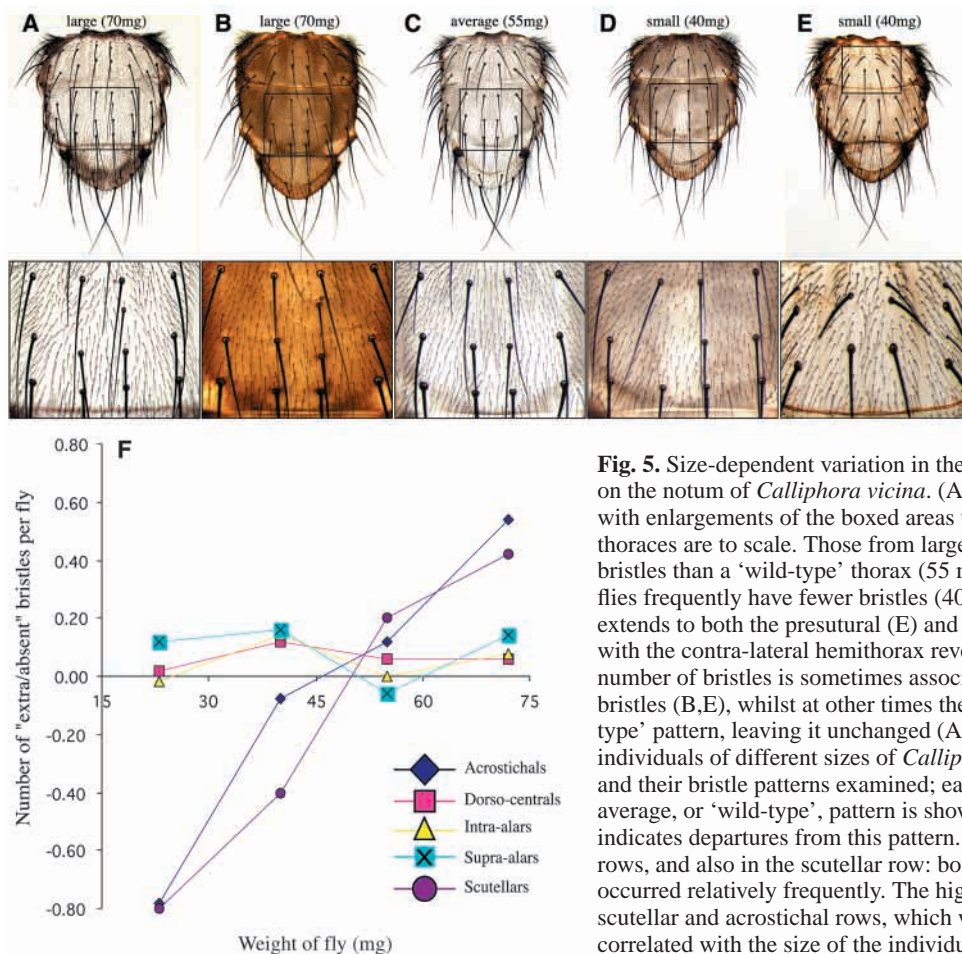 A large (70mg)
B large (70mg)
C average (55mg)
D small (40mg)
E small (40mg)
F
0.80
0.60
0.40
0.20
0.00
-0.20
-0.40
-0.60
-0.80
15
30
45
60
75
Number of "extra/absent" bristles per fly
Weight of fly (mg)
Acrostichals
Dorso-centrals
Intra-alars
Supra-alars
Scutellars
Fig. 5. Size-dependent variation in the
on the notum of Calliphora vicina. (A
with enlargements of the boxed areas
thoraces are to scale. Those from large
bristles than a ‘wild-type’ thorax (55
flies frequently have fewer bristles (40
extends to both the presutural (E) and
with the contra-lateral hemithorax
number of bristles is sometimes
bristles (B,E), whilst at other times the
type’ pattern, leaving it unchanged (A
individuals of different sizes of
and their bristle patterns examined;
average, or ‘wild-type’, pattern is
indicates departures from this pattern.
rows, and also in the scutellar row:
occurred relatively frequently. The
scutellar and acrostichal rows, which
correlated with the size of the